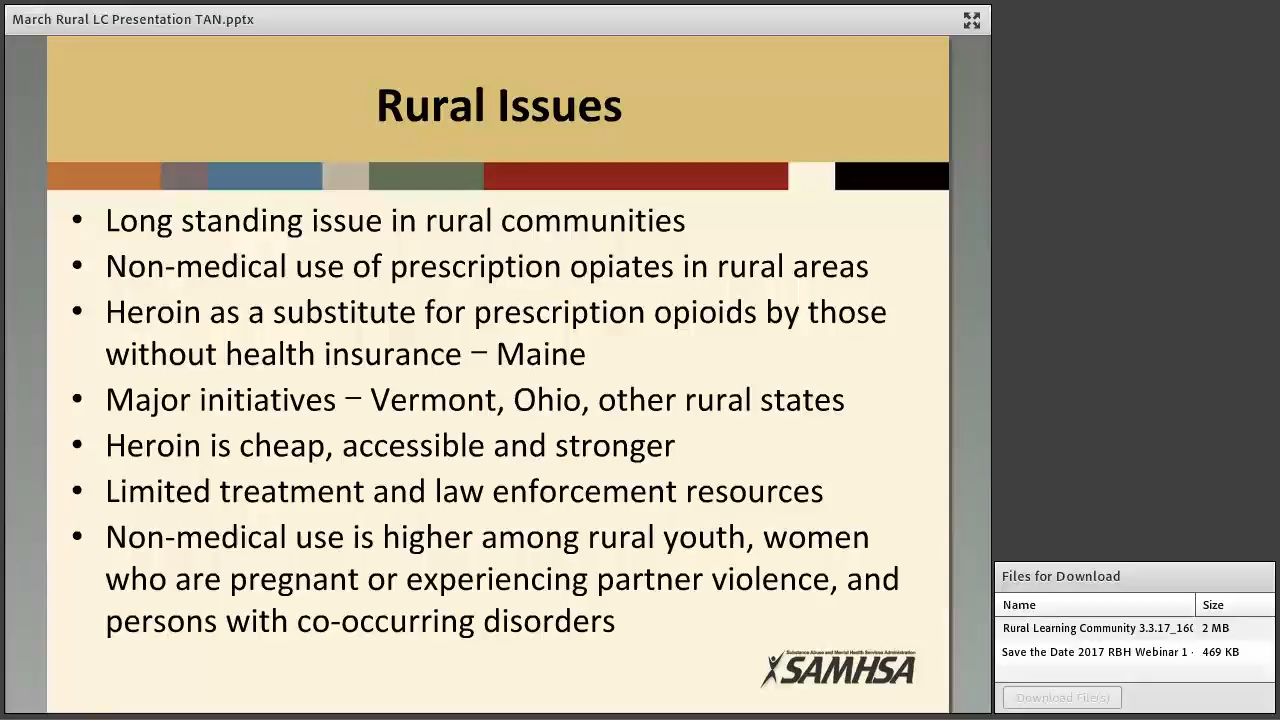 March Rural LC Presentation TAN.pptx
Rural Issues
• Long standing issue in rural communities
• Non-medical use of prescription opiates in rural areas
• Heroin as a substitute for prescription opioids by those
without health insurance – Maine
• Major initiatives – Vermont, Ohio, other rural states
• Heroin is cheap, accessible and stronger
• Limited treatment and law enforcement resources
• Non-medical use is higher among rural youth, women
who are pregnant or experiencing partner violence, and
persons with co-occurring disorders
Substance Abuse and Mental Health Services Administration
SAMHSA
Files for Download
Name Size
Rural Learning Community 3.3.17_160 2 MB
Save the Date 2017 RBH Webinar 1 - 469 KB
Download File(s)